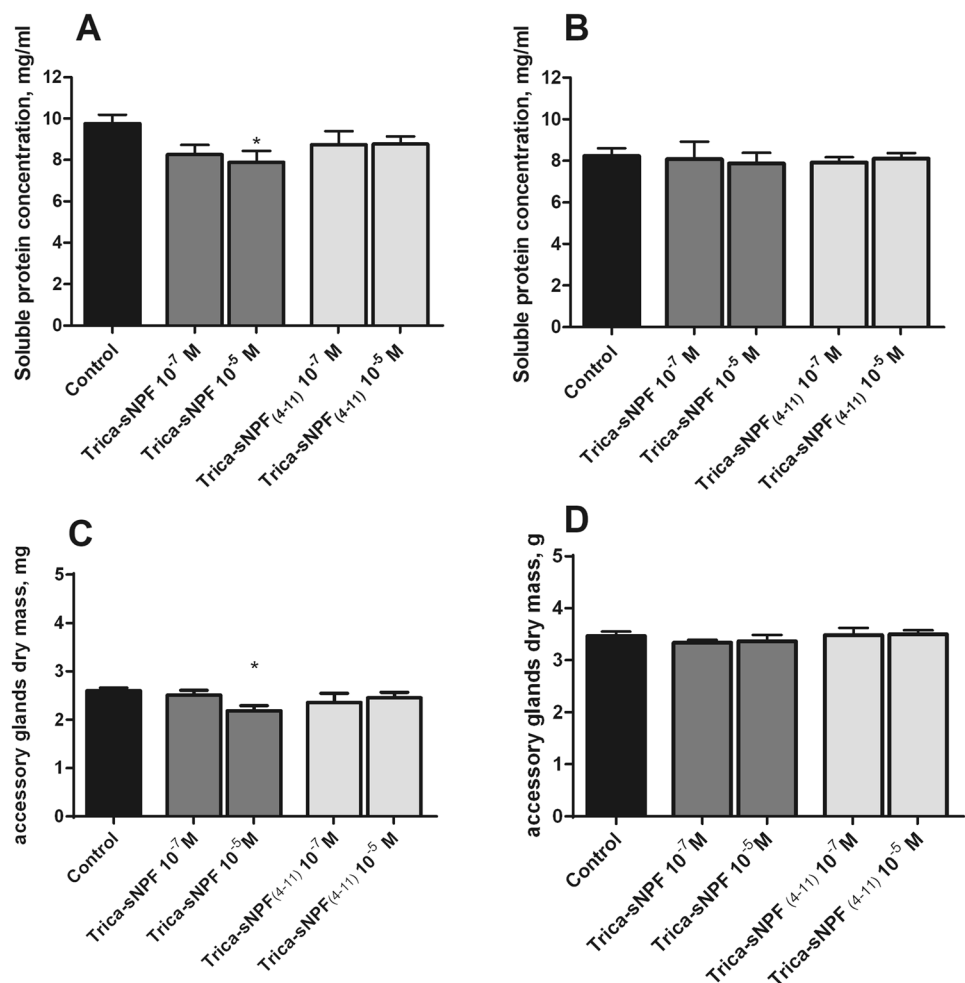 A
Soluble protein concentration, mg/ml
12
10
8
6
4
2
0
*
Control
Trica-sNPF 10⁻⁷ M
Trica-sNPF 10⁻⁵ M
Trica-sNPF(4-11) 10⁻⁷ M
Trica-sNPF(4-11) 10⁻⁵ M
B
Soluble protein concentration, mg/ml
12
10
8
6
4
2
0
Control
Trica-sNPF 10⁻⁷ M
Trica-sNPF 10⁻⁵ M
Trica-sNPF(4-11) 10⁻⁷ M
Trica-sNPF(4-11) 10⁻⁵ M
C
accessory glands dry mass, mg
5
4
3
2
1
0
*
Control
Trica-sNPF 10⁻⁷ M
Trica-sNPF 10⁻⁵ M
Trica-sNPF(4-11) 10⁻⁷ M
Trica-sNPF(4-11) 10⁻⁵ M
D
accessory glands dry mass, g
5
4
3
2
1
0
Control
Trica-sNPF 10⁻⁷ M
Trica-sNPF 10⁻⁵ M
Trica-sNPF (4-11) 10⁻⁷ M
Trica-sNPF (4-11) 10⁻⁵ M